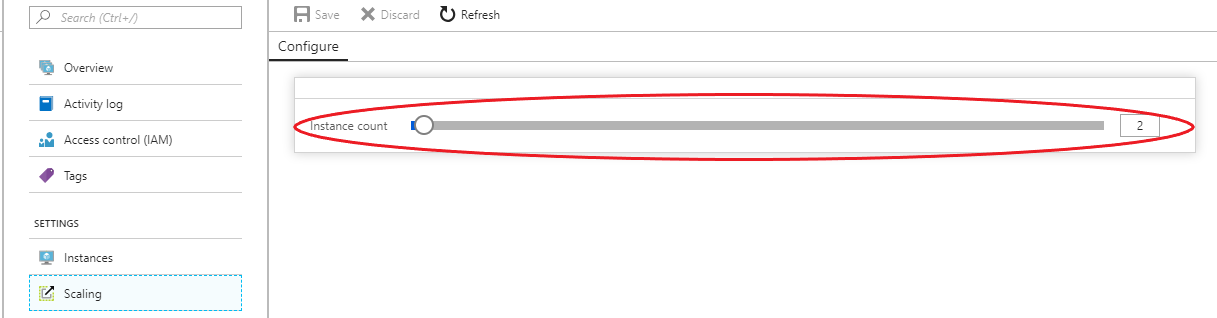 Search (Ctrl+/)
Overview
Activity log
Access control (IAM)
Tags
SETTINGS
Instances
Scaling
Save Discard Refresh
Configure
Instance count 2